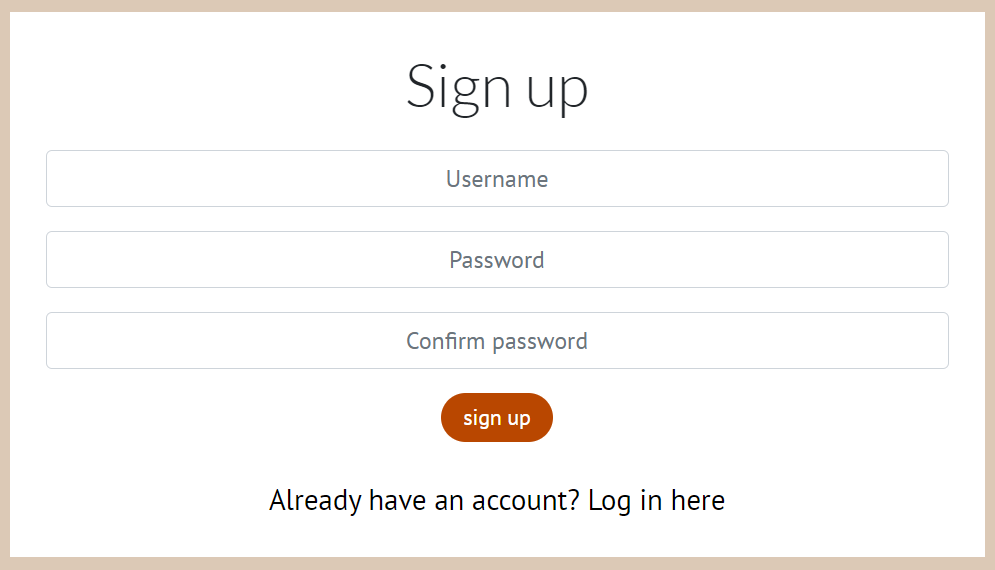 Sign up
Username
Password
Confirm password
sign up
Already have an account? Log in here